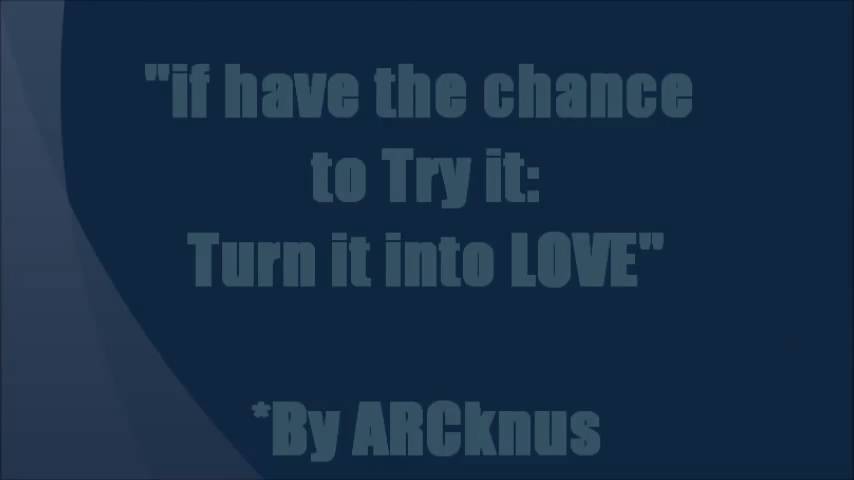 "if have the chance
to Try it:
Turn it into LOVE"
*By ARCknus